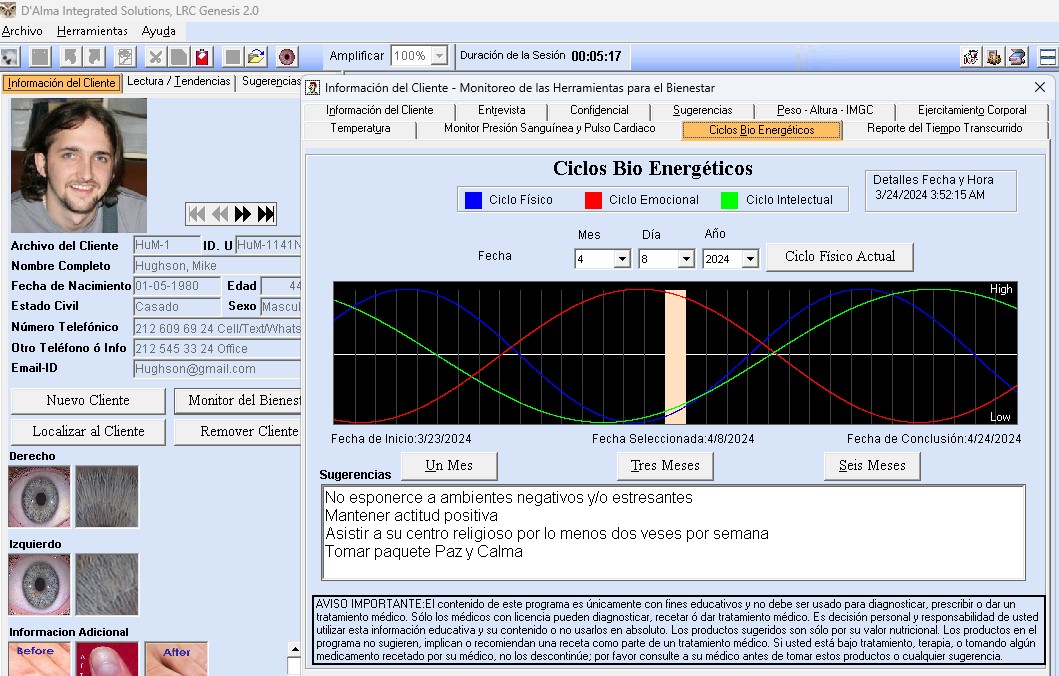 D'Alma Integrated Solutions, LRC Genesis 2.0
Archivo Herramientas Ayuda
Amplificar 100% Duración de la Sesión 00:05:17
Información del Cliente Lectura / Tendencias Sugerencias
Información del Cliente - Monitoreo de las Herramientas para el Bienestar
Información del Cliente Entrevista Confidencial Sugerencias Peso - Altura - IMGC Ejercitamiento Corporal
Temperatura Monitor Presión Sanguínea y Pulso Cardiaco Ciclos Bio Energéticos Reporte del Tiempo Transcurrido
Archivo del Cliente HuM-1 ID. U HuM-1141N
Nombre Completo Hughson, Mike
Fecha de Nacimiento 01-05-1980 Edad 44
Estado Civil Casado Sexo Mascul
Número Telefónico 212 609 69 24 Cell/Text/Whats
Otro Teléfono ó Info 212 545 33 24 Office
Email-ID Hughson@gmail.com
Nuevo Cliente Monitor del Bienest
Localizar al Cliente Remover Cliente
Derecho
Izquierdo
Informacion Adicional
Before After
Ciclos Bio Energéticos
Ciclo Físico Ciclo Emocional Ciclo Intelectual
Detalles Fecha y Hora
3/24/2024 3:52:15 AM
Mes Día Año
Fecha 4 8 2024 Ciclo Físico Actual
High
Low
Fecha de Inicio:3/23/2024 Fecha Seleccionada:4/8/2024 Fecha de Conclusión:4/24/2024
Un Mes Tres Meses Seis Meses
Sugerencias
No esponerce a ambientes negativos y/o estresantes
Mantener actitud positiva
Asistir a su centro religioso por lo menos dos veses por semana
Tomar paquete Paz y Calma
AVISO IMPORTANTE:El contenido de este programa es únicamente con fines educativos y no debe ser usado para diagnosticar, prescribir o dar un
tratamiento médico. Sólo los médicos con licencia pueden diagnosticar, recetar ó dar tratamiento médico. Es decisión personal y responsabilidad de usted
utilizar esta información educativa y su contenido o no usarlos en absoluto. Los productos sugeridos son sólo por su valor nutricional. Los productos en el
programa no sugieren, implican o recomiendan una receta como parte de un tratamiento médico. Si usted está bajo tratamiento, terapia, o tomando algún
medicamento recetado por su médico, no los descontinúe; por favor consulte a su médico antes de tomar estos productos o cualquier sugerencia.